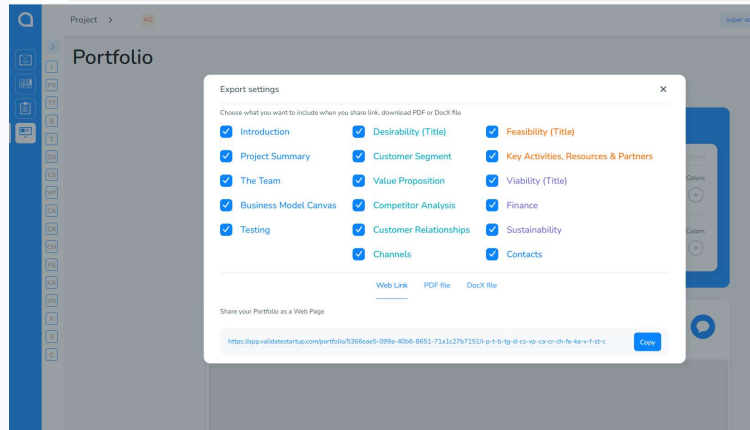 Project > AG
super ad
Portfolio
>
I
PS
TT
B
T
DS
CS
VP
CA
CR
CH
FS
KA
VS
F
S
C
Export settings
Choose what you want to include when you share link, download PDF or DocX file
Introduction
Project Summary
The Team
Business Model Canvas
Testing
Desirability (Title)
Customer Segment
Value Proposition
Competitor Analysis
Customer Relationships
Channels
Feasibility (Title)
Key Activities, Resources & Partners
Viability (Title)
Finance
Sustainability
Contacts
Web Link PDF file DocX file
Share your Portfolio as a Web Page
https://app.validatestartup.com/portfolio/5366eae5-099a-40b6-8651-71a1c27b7151/i-p-t-b-tg-d-cs-vp-ca-cr-ch-fe-ka-v-f-st-c
Copy
Colors
Colors